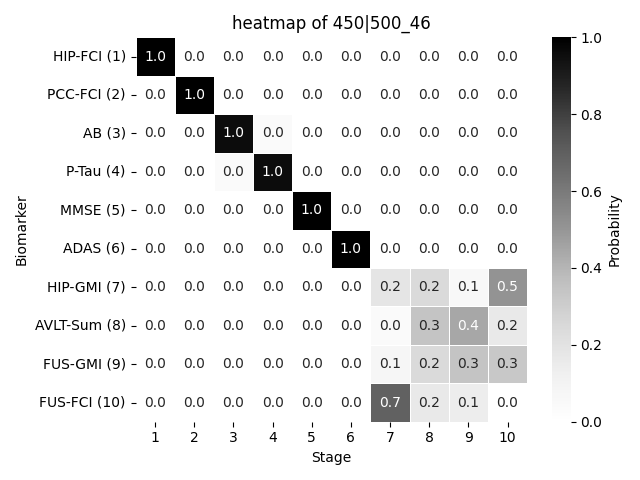 heatmap of 450|500_46
HIP-FCI (1) 1.0 0.0 0.0 0.0 0.0 0.0 0.0 0.0 0.0 0.0
PCC-FCI (2) 0.0 1.0 0.0 0.0 0.0 0.0 0.0 0.0 0.0 0.0
AB (3) 0.0 0.0 1.0 0.0 0.0 0.0 0.0 0.0 0.0 0.0
P-Tau (4) 0.0 0.0 0.0 1.0 0.0 0.0 0.0 0.0 0.0 0.0
MMSE (5) 0.0 0.0 0.0 0.0 1.0 0.0 0.0 0.0 0.0 0.0
ADAS (6) 0.0 0.0 0.0 0.0 0.0 1.0 0.0 0.0 0.0 0.0
HIP-GMI (7) 0.0 0.0 0.0 0.0 0.0 0.0 0.2 0.2 0.1 0.5
AVLT-Sum (8) 0.0 0.0 0.0 0.0 0.0 0.0 0.0 0.3 0.4 0.2
FUS-GMI (9) 0.0 0.0 0.0 0.0 0.0 0.0 0.1 0.2 0.3 0.3
FUS-FCI (10) 0.0 0.0 0.0 0.0 0.0 0.0 0.7 0.2 0.1 0.0
1 2 3 4 5 6 7 8 9 10
Stage
Biomarker
1.0
0.8
0.6
0.4
0.2
0.0
Probability